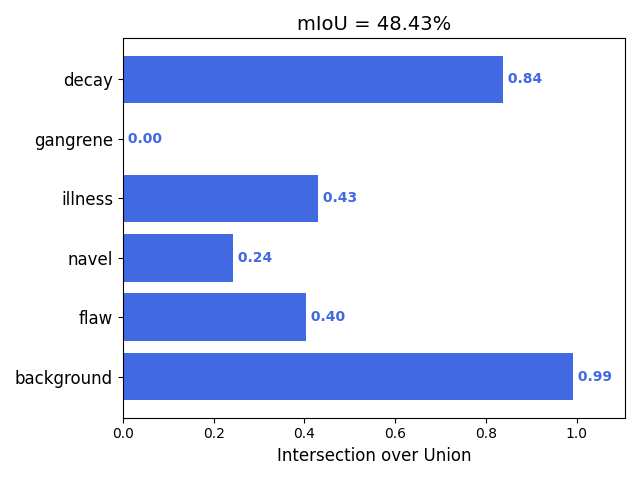 mIoU = 48.43%
decay 0.84
gangrene 0.00
illness 0.43
navel 0.24
flaw 0.40
background 0.99
0.0 0.2 0.4 0.6 0.8 1.0
Intersection over Union